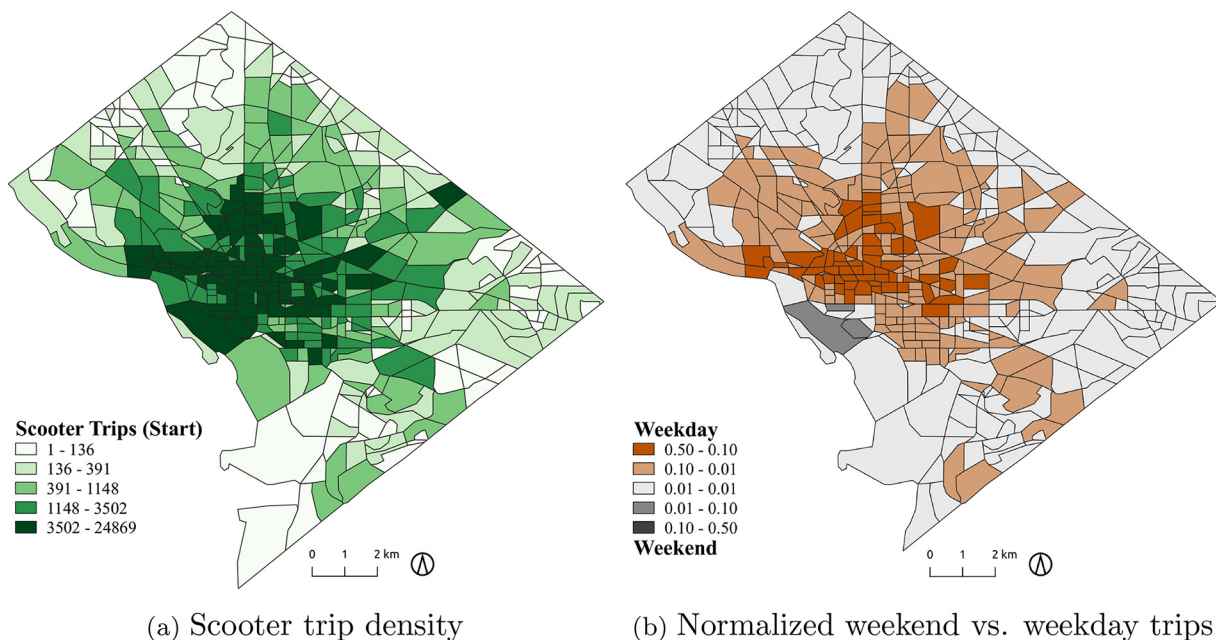 Scooter Trips (Start)
1 - 136
136 - 391
391 - 1148
1148 - 3502
3502 - 24869
0 1 2 km
(a) Scooter trip density
Weekday
0.50 - 0.10
0.10 - 0.01
0.01 - 0.01
0.01 - 0.10
0.10 - 0.50
Weekend
0 1 2 km
(b) Normalized weekend vs. weekday trips